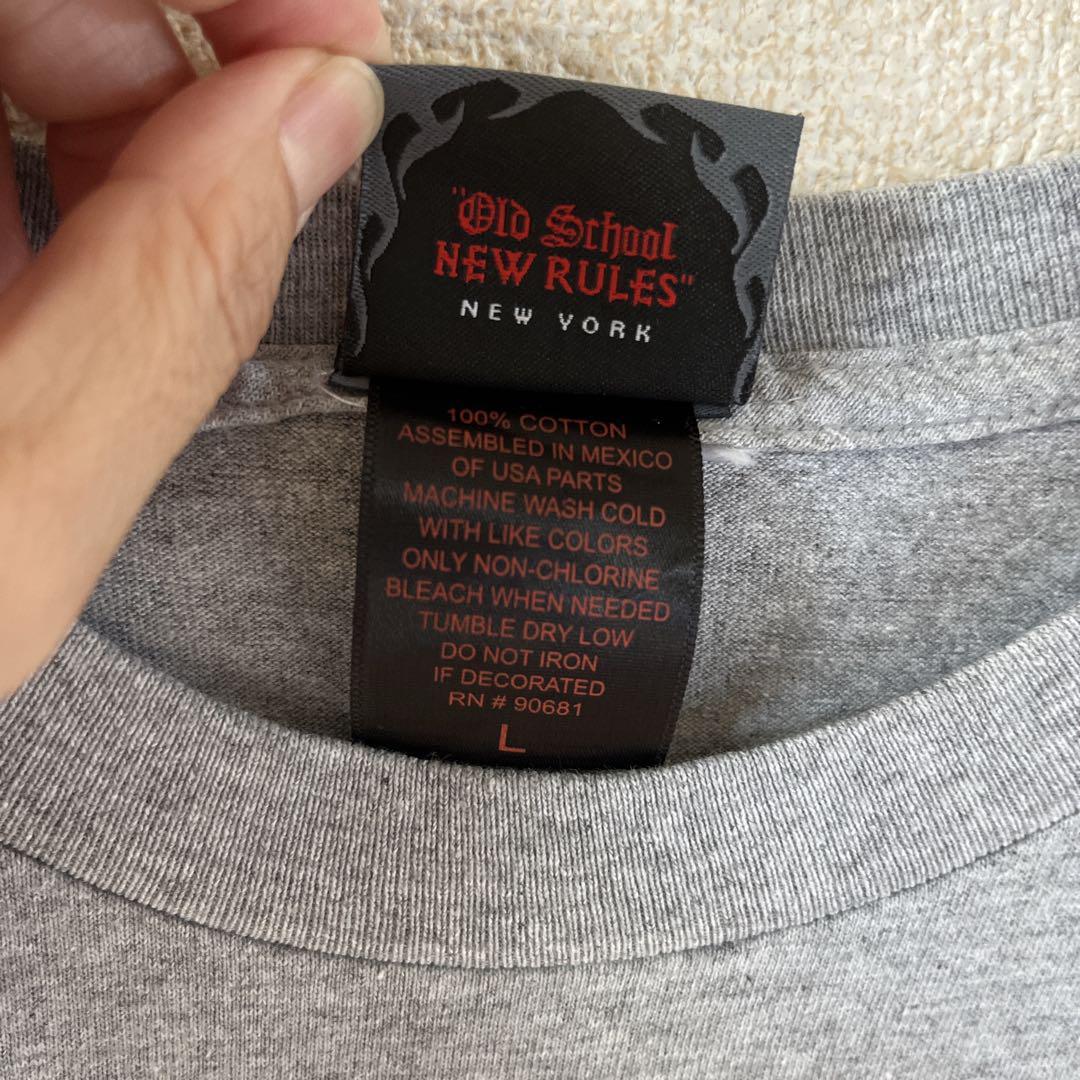 "Old School
NEW RULES"
NEW YORK
100% COTTON
ASSEMBLED IN MEXICO
OF USA PARTS
MACHINE WASH COLD
WITH LIKE COLORS
ONLY NON-CHLORINE
BLEACH WHEN NEEDED
TUMBLE DRY LOW
DO NOT IRON
IF DECORATED
RN # 90681
L